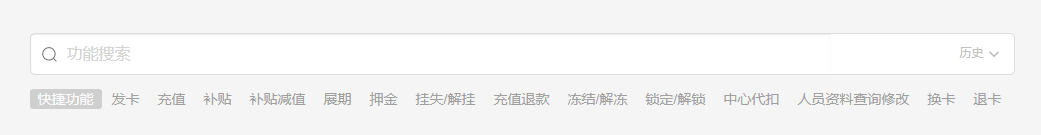 功能搜索 历史
快捷功能 发卡 充值 补贴 补贴减值 展期 押金 挂失/解挂 充值退款 冻结/解冻 锁定/解锁 中心代扣 人员资料查询修改 换卡 退卡